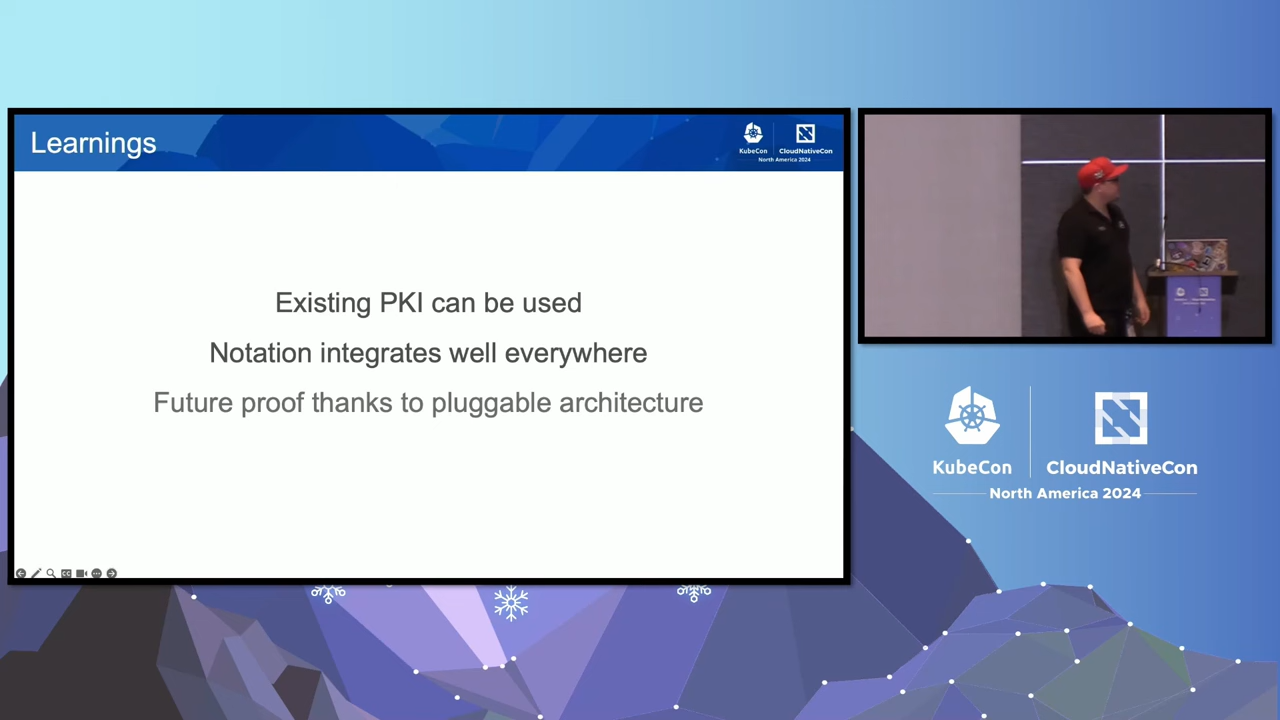 Learnings
KubeCon
CloudNativeCon
North America 2024
Existing PKI can be used
Notation integrates well everywhere
Future proof thanks to pluggable architecture
KubeCon
CloudNativeCon
North America 2024